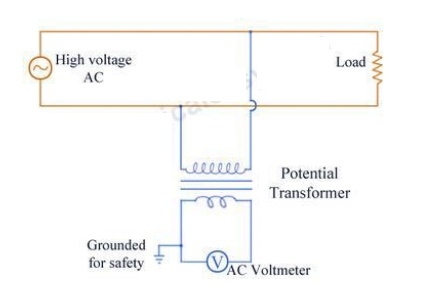 High voltage
AC
Load
Potential
Transformer
Grounded
for safety
V
AC Voltmeter